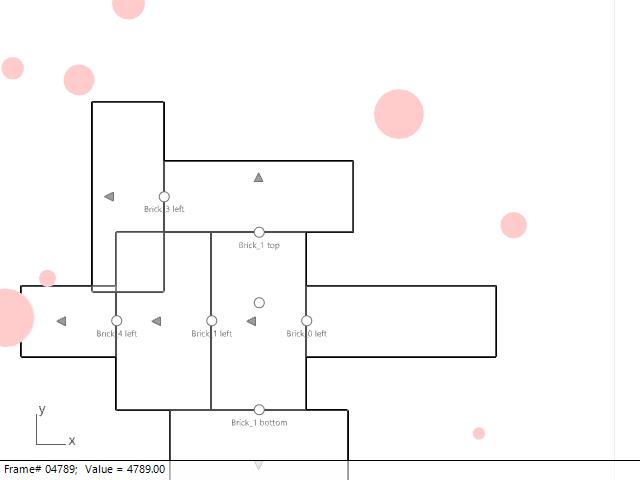 Brick_3 left
Brick_1 top
Brick_4 left
Brick_1 left
Brick_0 left
y
x
Brick_1 bottom
Frame# 04789; Value = 4789.00